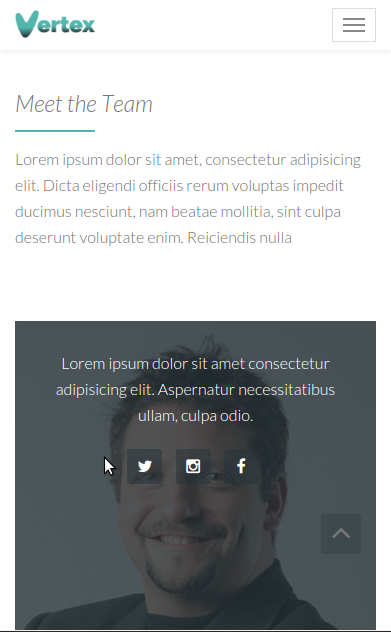 Vertex
Meet the Team
Lorem ipsum dolor sit amet, consectetur adipisicing
elit. Dicta eligendi officiis rerum voluptas impedit
ducimus nesciunt, nam beatae mollitia, sint culpa
deserunt voluptate enim. Reiciendis nulla
Lorem ipsum dolor sit amet consectetur
adipisicing elit. Aspernatur necessitatibus
ullam, culpa odio.